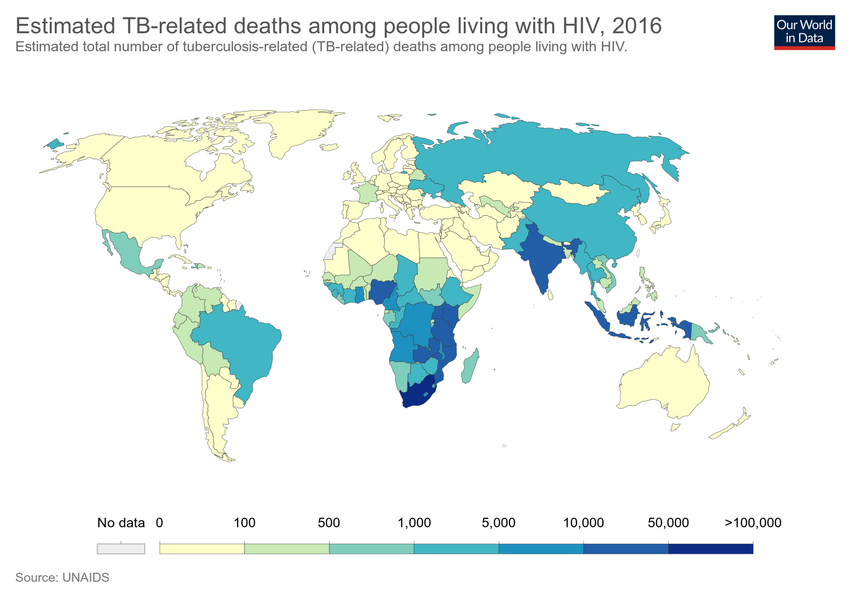 Estimated TB-related deaths among people living with HIV, 2016
Estimated total number of tuberculosis-related (TB-related) deaths among people living with HIV.
Our World
in Data
No data 0 100 500 1,000 5,000 10,000 50,000 >100,000
Source: UNAIDS